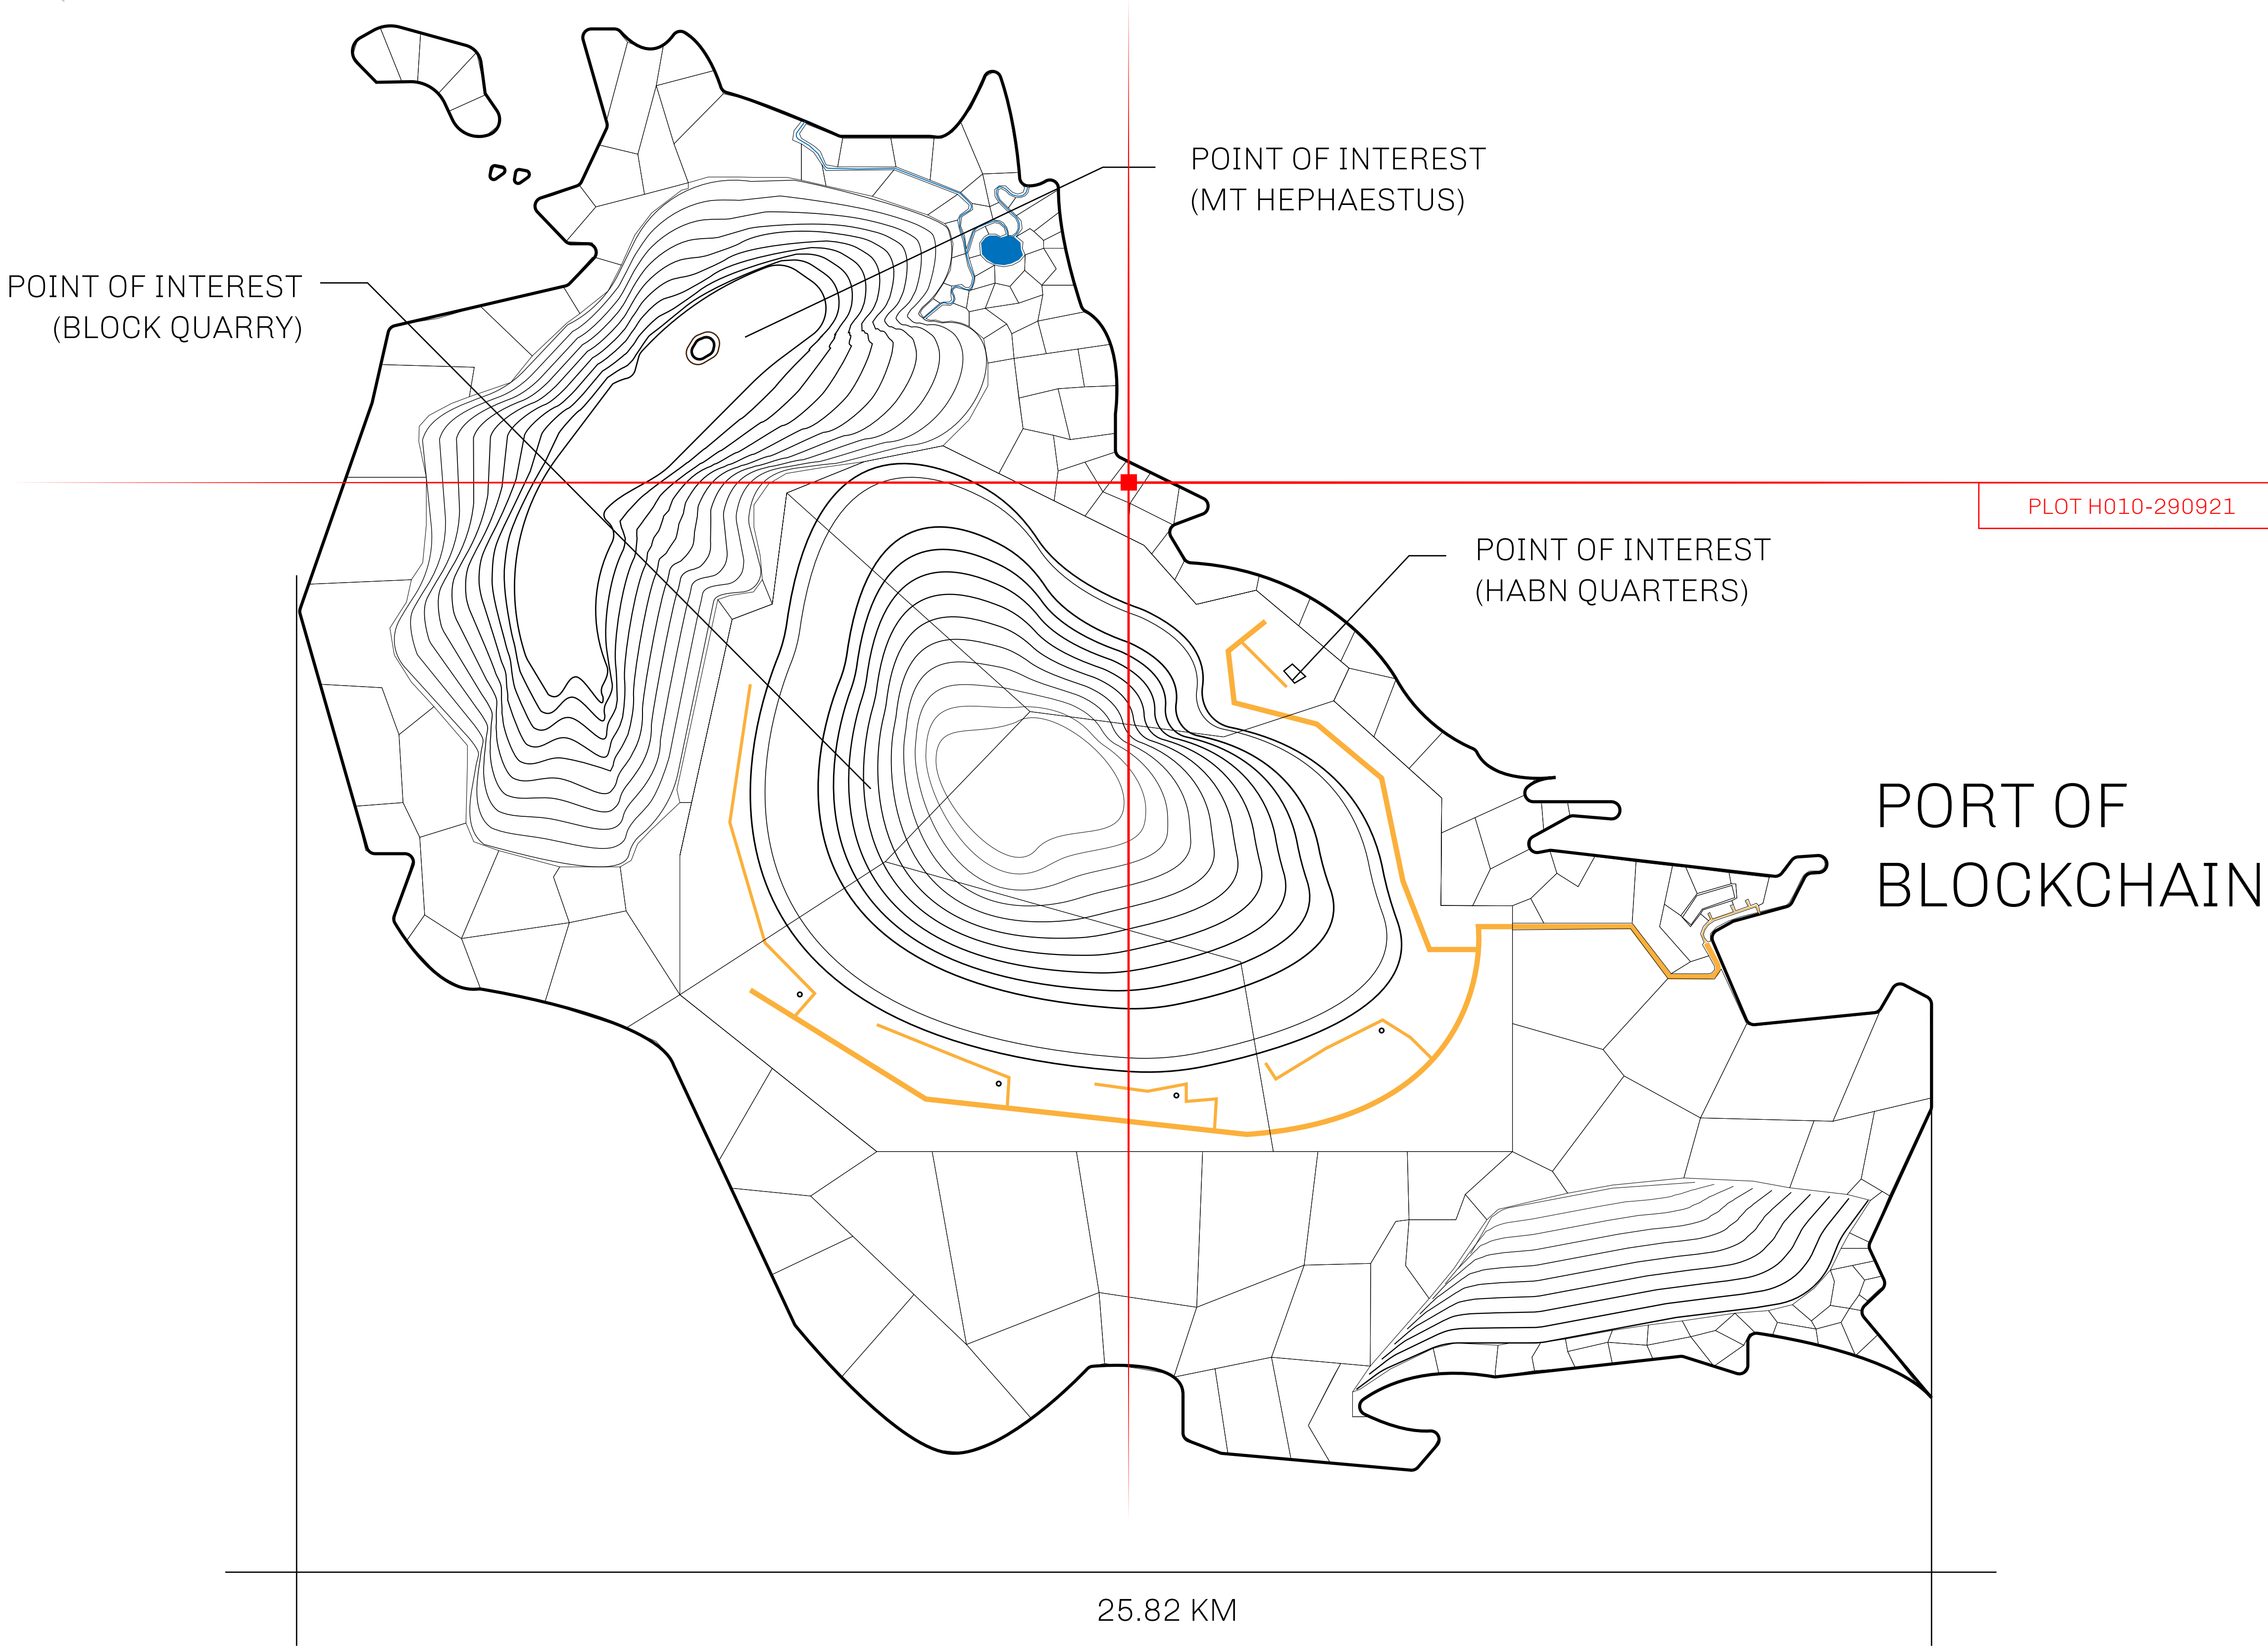 POINT OF INTEREST
(MT HEPHAESTUS)
POINT OF INTEREST
(BLOCK QUARRY)
PLOT H010-290921
POINT OF INTEREST
(HABN QUARTERS)
PORT OF
BLOCKCHAIN
25.82 KM